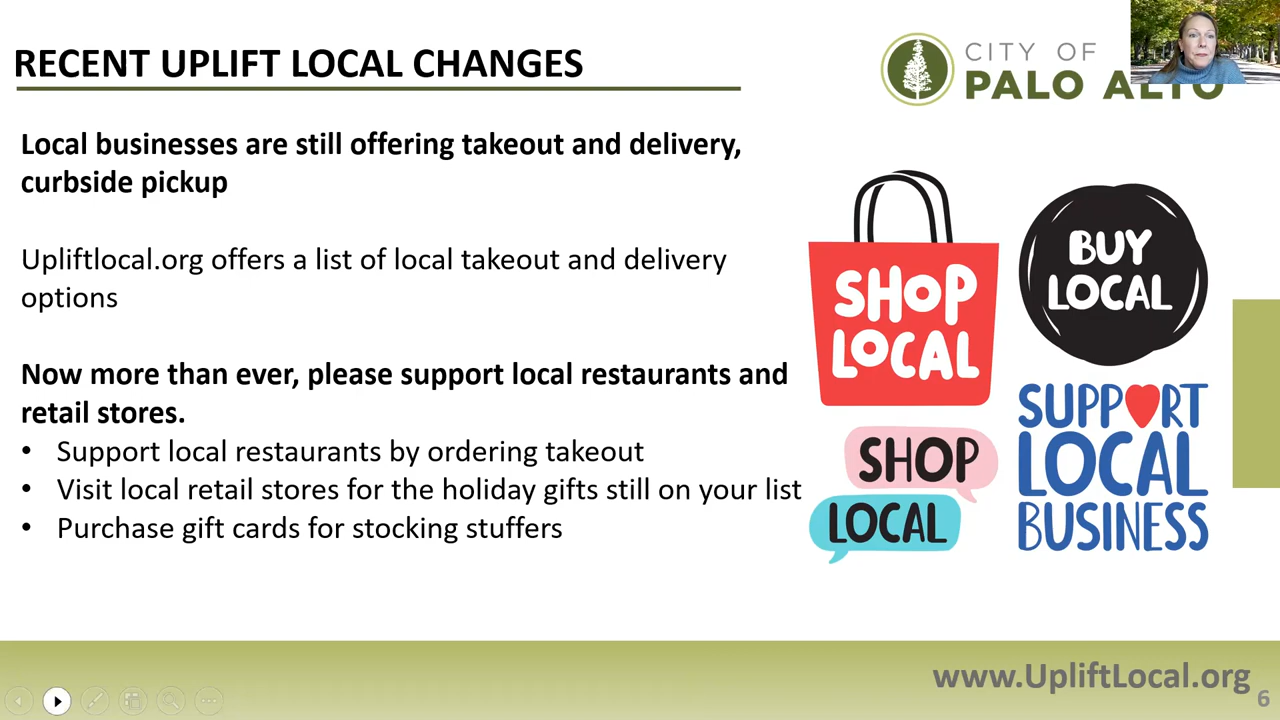 RECENT UPLIFT LOCAL CHANGES
CITY OF
PALO ALTO
Local businesses are still offering takeout and delivery,
curbside pickup
Upliftlocal.org offers a list of local takeout and delivery
options
Now more than ever, please support local restaurants and
retail stores.
• Support local restaurants by ordering takeout
• Visit local retail stores for the holiday gifts still on your list
• Purchase gift cards for stocking stuffers
SHOP
LOCAL
BUY
LOCAL
SHOP
LOCAL
SUPPORT
LOCAL
BUSINESS
www.UpliftLocal.org
6